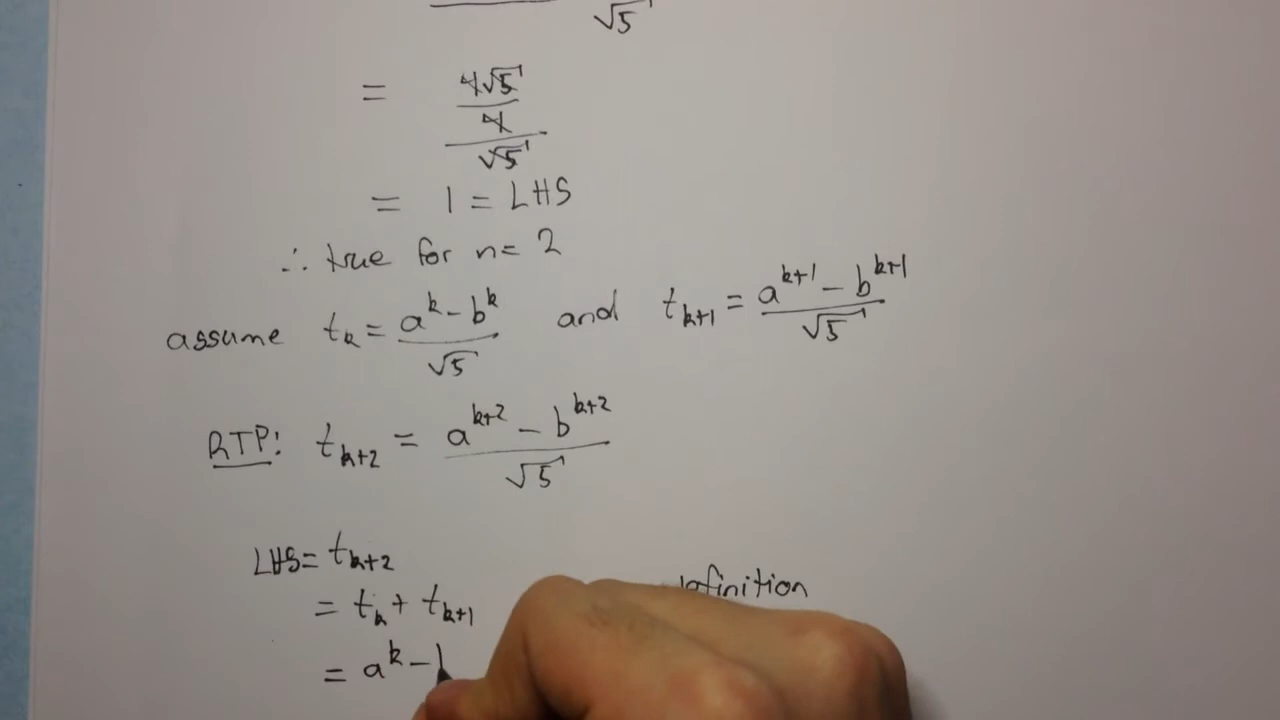 √5
= 4√5
4
√5
= 1 = LHS
∴ true for n = 2
assume tₖ = aᵏ - bᵏ / √5 and tₖ₊₁ = aᵏ⁺¹ - bᵏ⁺¹ / √5
RTP: tₖ₊₂ = aᵏ⁺² - bᵏ⁺² / √5
LHS = tₖ₊₂
= tₖ + tₖ₊₁ definition
= aᵏ -